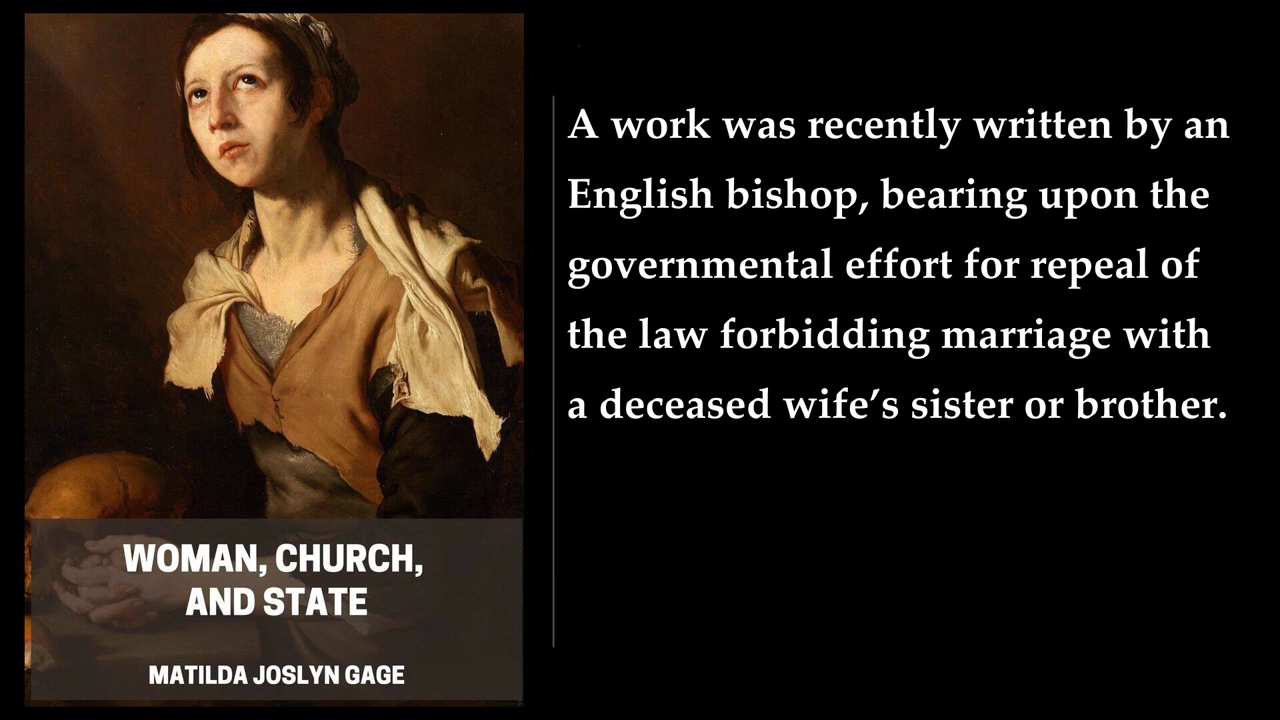 WOMAN, CHURCH,
AND STATE
MATILDA JOSLYN GAGE
A work was recently written by an
English bishop, bearing upon the
governmental effort for repeal of
the law forbidding marriage with
a deceased wife’s sister or brother.